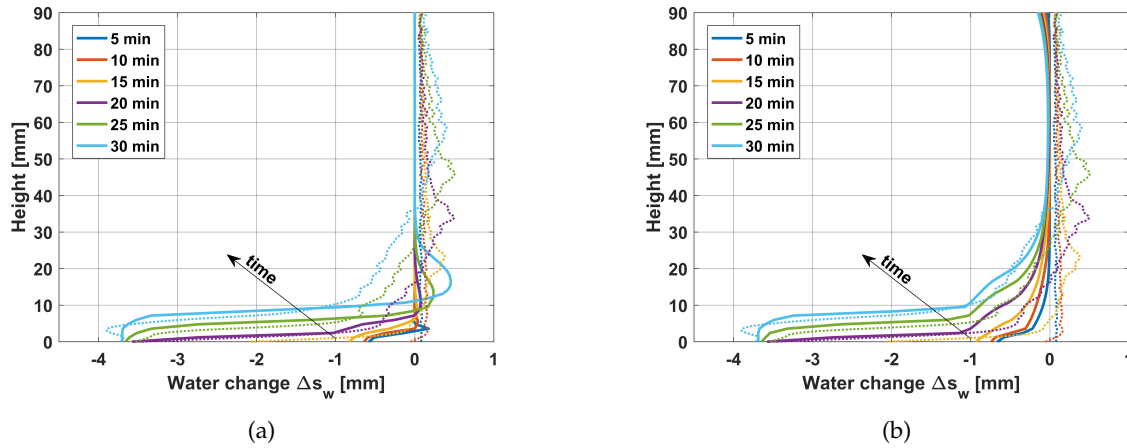 90
80
70
60
50
40
30
20
10
0
Height [mm]
5 min
10 min
15 min
20 min
25 min
30 min
time
-4 -3 -2 -1 0 1
Water change Δs_w [mm]
(a)
90
80
70
60
50
40
30
20
10
0
Height [mm]
5 min
10 min
15 min
20 min
25 min
30 min
time
-4 -3 -2 -1 0 1
Water change Δs_w [mm]
(b)